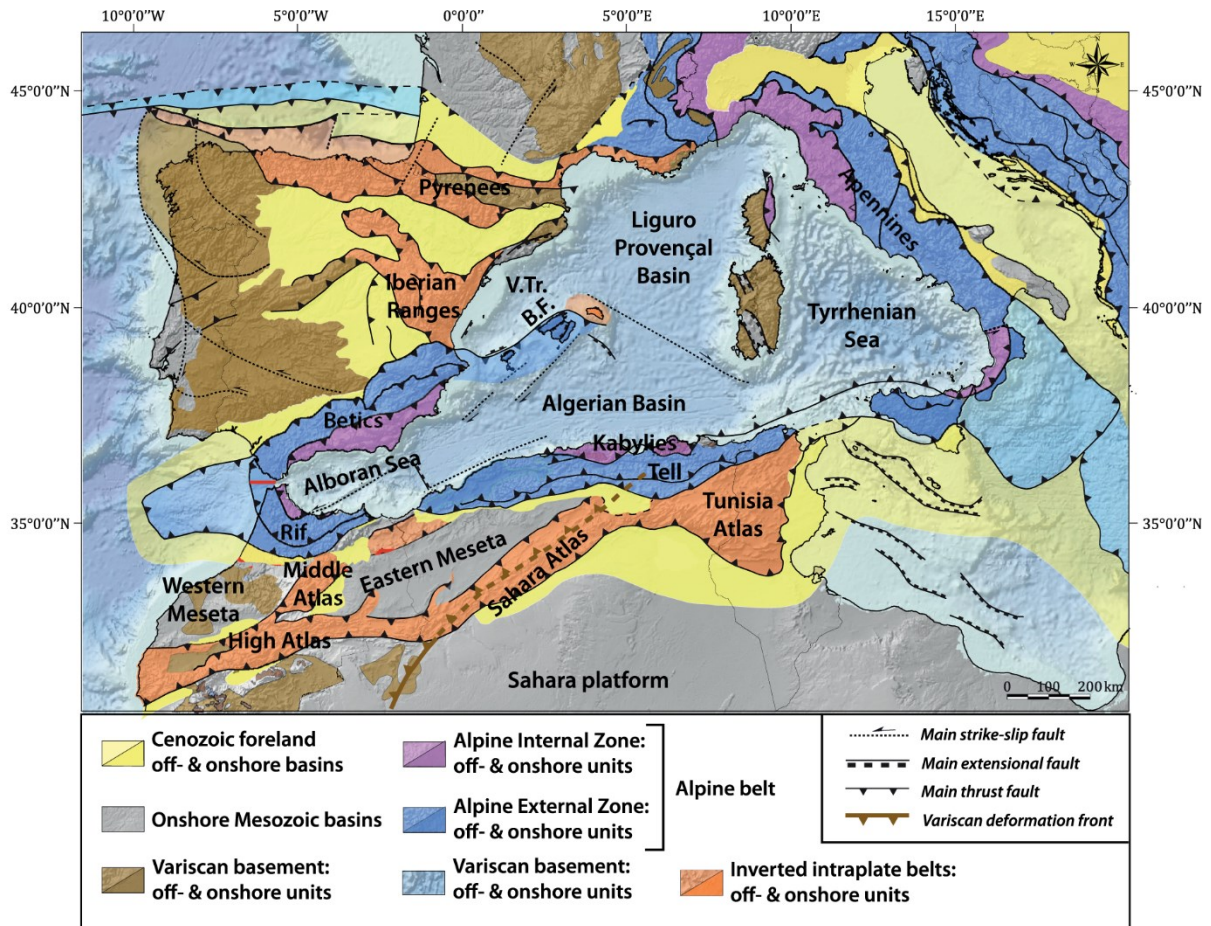 10°0'0"W
5°0'0"W
0°0'0"
5°0'0"E
10°0'0"E
15°0'0"E
W
E
45°0'0"N
45°0'0"N
Pyrenees
Apennines
Liguro
Provençal
Basin
Iberian
Ranges
V.Tr.
B.F.
Tyrrhenian
Sea
40°0'0"N
40°0'0"N
Algerian Basin
Betics
Kabylies
Alboran Sea
Tell
Tunisia
Atlas
35°0'0"N
35°0'0"N
Rif
Middle
Atlas
Eastern Meseta
Sahara Atlas
Western
Meseta
High Atlas
Sahara platform
0 100 200 km
Cenozoic foreland
off- & onshore basins
Alpine Internal Zone:
off- & onshore units
Alpine belt
Onshore Mesozoic basins
Alpine External Zone:
off- & onshore units
Variscan basement:
off- & onshore units
Variscan basement:
off- & onshore units
Inverted intraplate belts:
off- & onshore units
Main strike-slip fault
Main extensional fault
Main thrust fault
Variscan deformation front